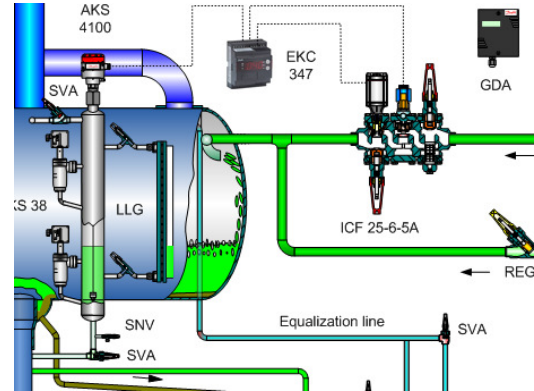 AKS
4100
SVA
EKC
347
GDA
KS 38
LLG
ICF 25-6-5A
REG
SNV
SVA
Equalization line
SVA